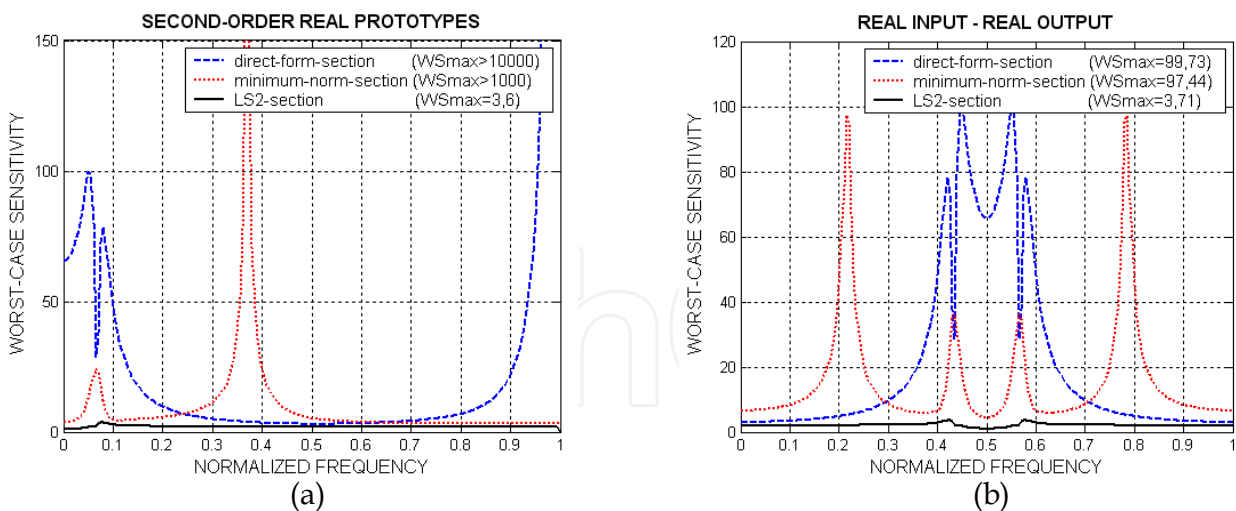 SECOND-ORDER REAL PROTOTYPES
150
100
50
0
WORST-CASE SENSITIVITY
direct-form-section (WSmax>10000)
minimum-norm-section (WSmax>1000)
LS2-section (WSmax=3,6)
0 0.1 0.2 0.3 0.4 0.5 0.6 0.7 0.8 0.9 1
NORMALIZED FREQUENCY
(a)
REAL INPUT - REAL OUTPUT
120
100
80
60
40
20
0
WORST-CASE SENSITIVITY
direct-form-section (WSmax=99,73)
minimum-norm-section (WSmax=97,44)
LS2-section (WSmax=3,71)
0 0.1 0.2 0.3 0.4 0.5 0.6 0.7 0.8 0.9 1
NORMALIZED FREQUENCY
(b)